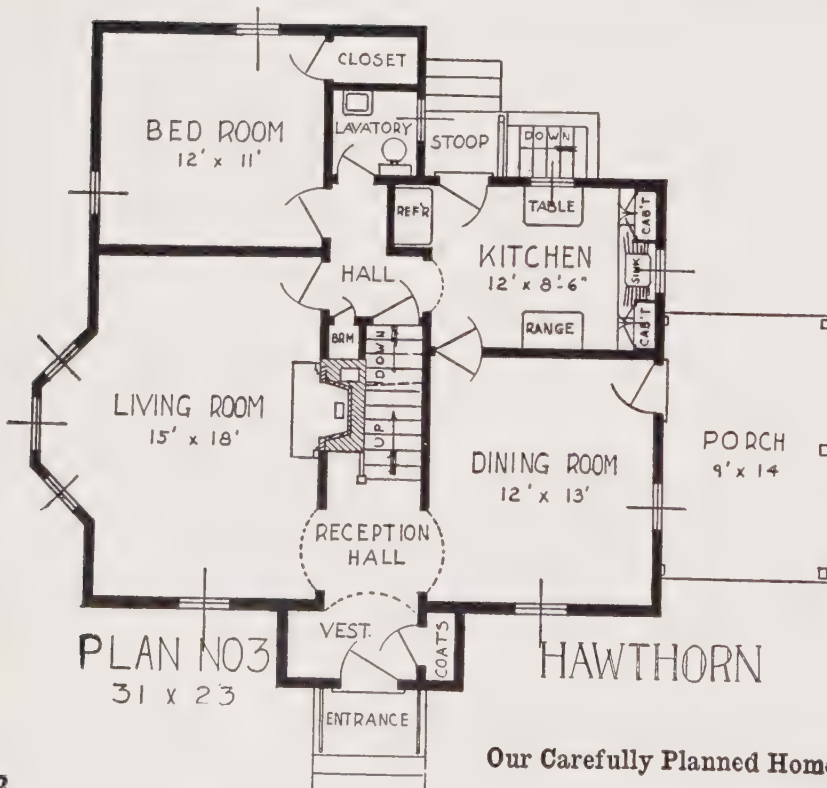 CLOSET
BED ROOM
12' x 11'
LAVATORY
STOOP
DOWN
REF'R
TABLE
CAB'T
KITCHEN
12' x 8'-6"
SINK
HALL
RANGE
CAB'T
BRM
DOWN
LIVING ROOM
15' x 18'
UP
DINING ROOM
12' x 13'
PORCH
9' x 14
RECEPTION
HALL
VEST.
COATS
PLAN NO3
31 x 23
HAWTHORN
ENTRANCE
Our Carefully Planned Home